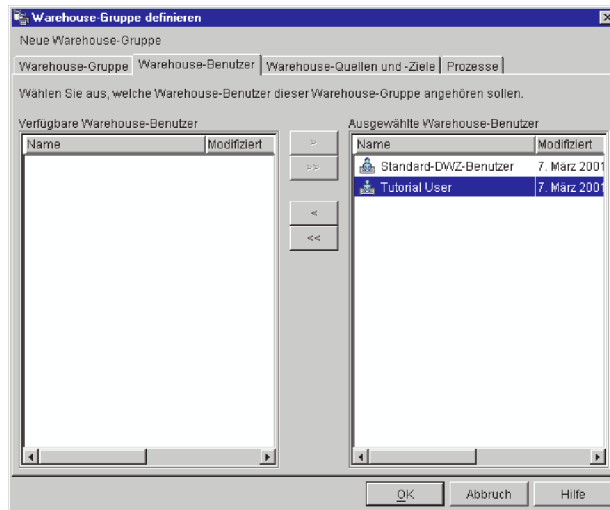 Warehouse-Gruppe definieren
Neue Warehouse-Gruppe
Warehouse-Gruppe Warehouse-Benutzer Warehouse-Quellen und -Ziele Prozesse
Wählen Sie aus, welche Warehouse-Benutzer dieser Warehouse-Gruppe angehören sollen.
Verfügbare Warehouse-Benutzer
Name Modifiziert
>
>>
<
<<
Ausgewählte Warehouse-Benutzer
Name Modifiziert
Standard-DWZ-Benutzer 7. März 2001
Tutorial User 7. März 2001
OK Abbruch Hilfe